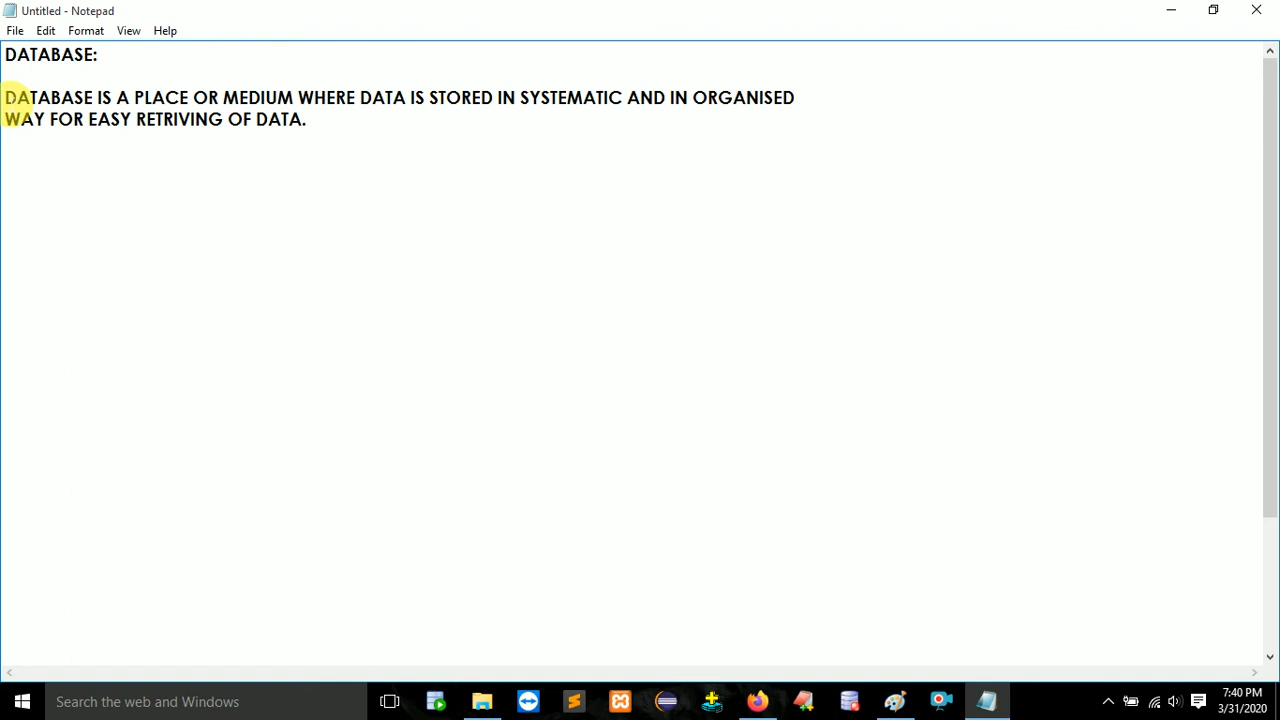 Untitled - Notepad
File Edit Format View Help
DATABASE:
DATABASE IS A PLACE OR MEDIUM WHERE DATA IS STORED IN SYSTEMATIC AND IN ORGANISED
WAY FOR EASY RETRIVING OF DATA.
Search the web and Windows
7:40 PM
3/31/2020